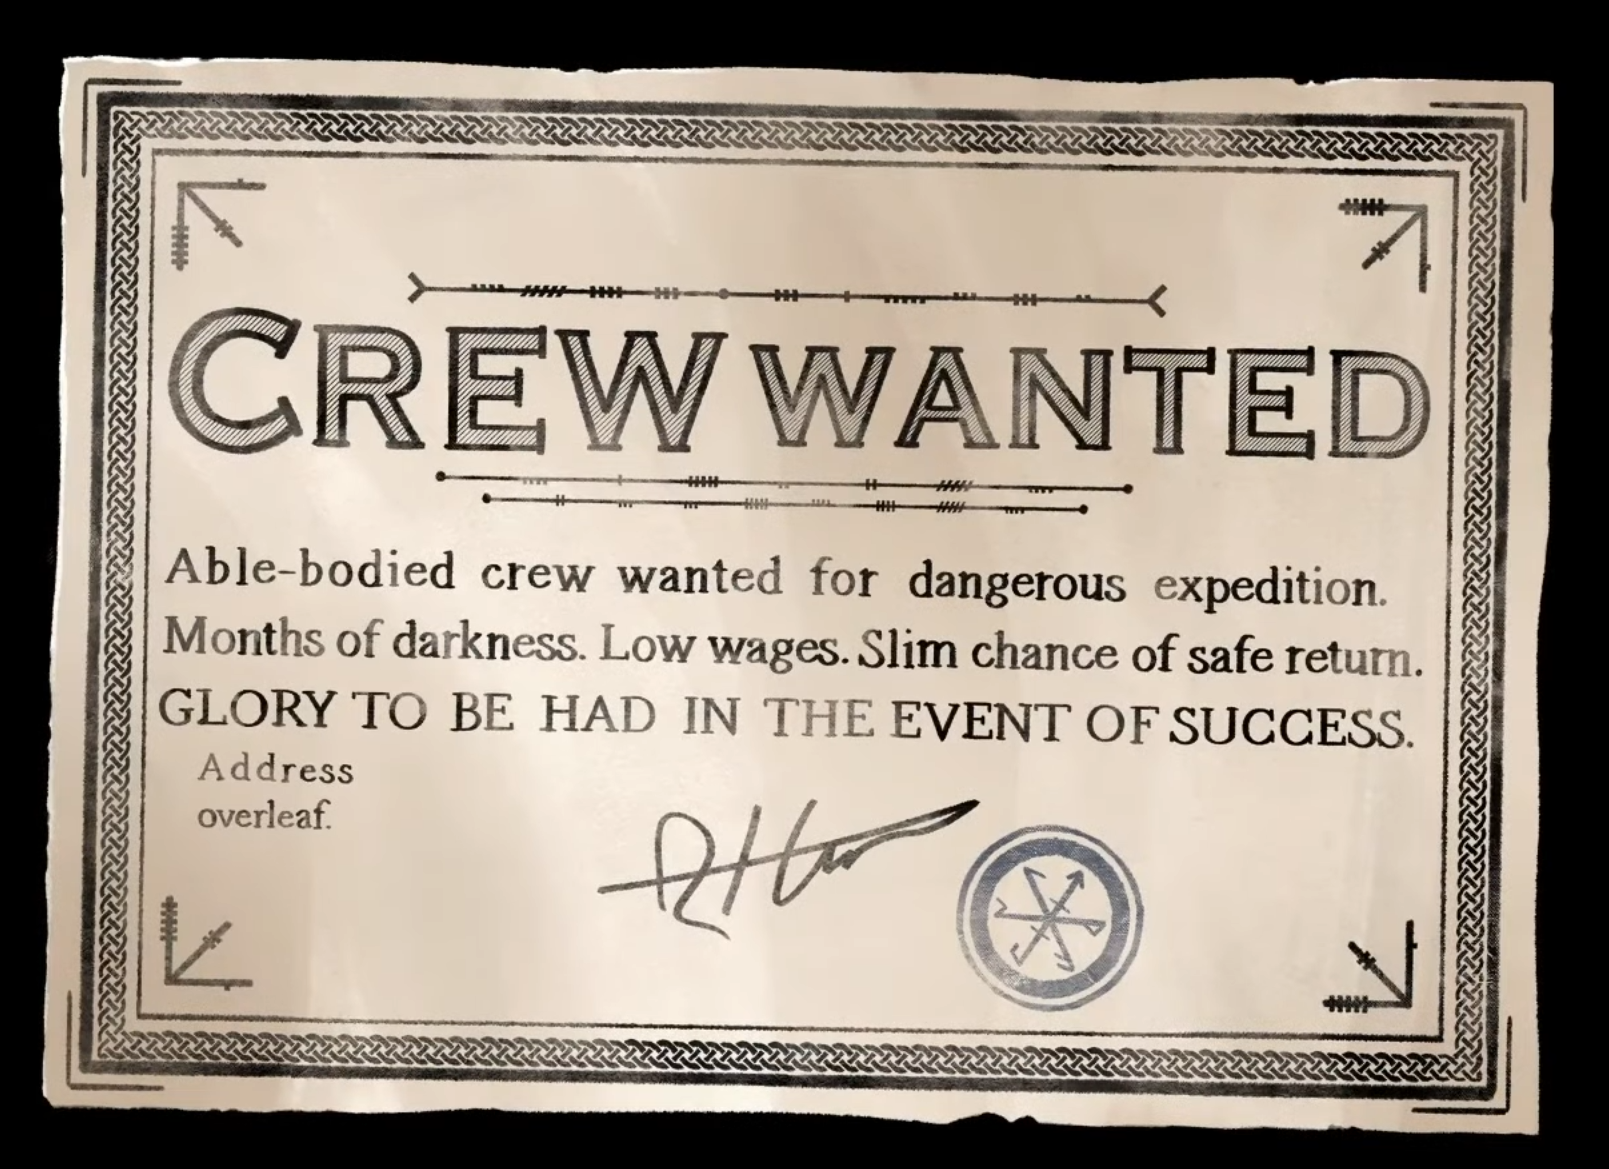 CREW WANTED
Able-bodied crew wanted for dangerous expedition.
Months of darkness. Low wages. Slim chance of safe return.
GLORY TO BE HAD IN THE EVENT OF SUCCESS.
Address
overleaf.